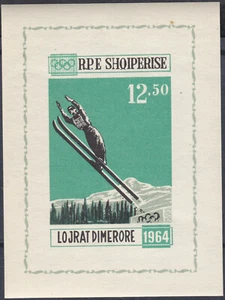 R.P.E SHQIPERISE
12.50
LOJRAT DIMERORE 1964